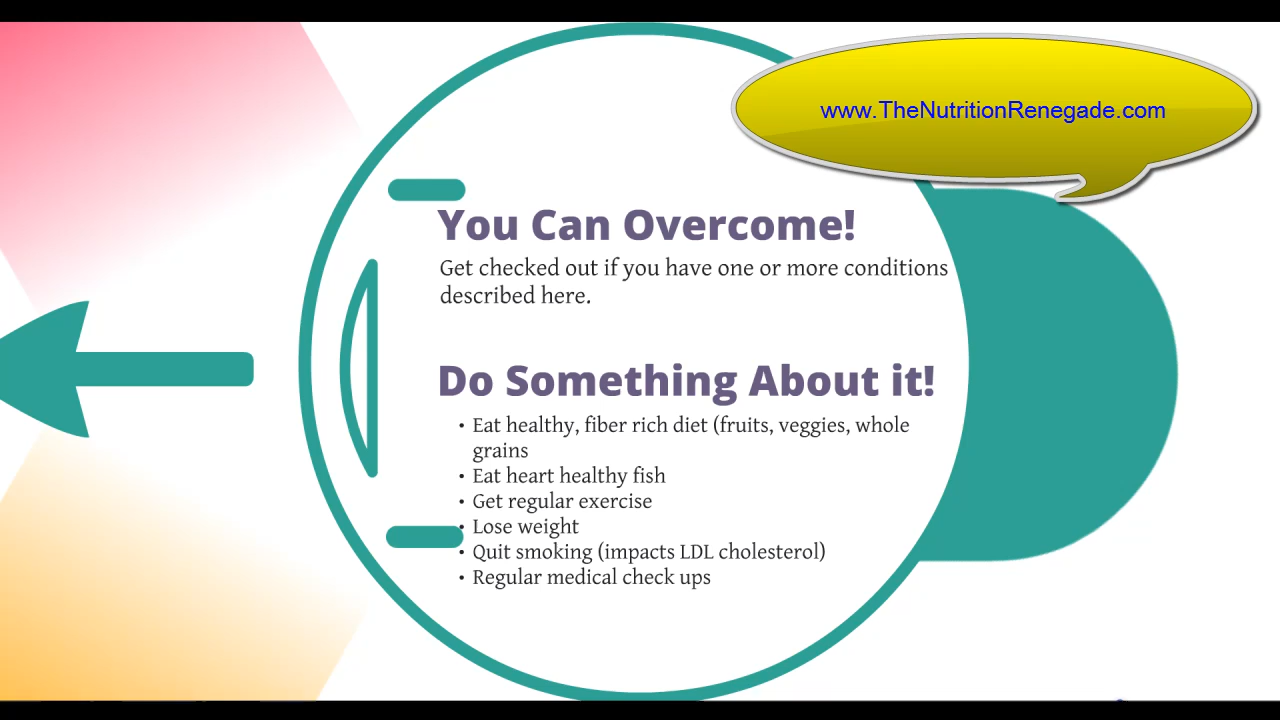 www.TheNutritionRenegade.com
You Can Overcome!
Get checked out if you have one or more conditions
described here.
Do Something About it!
• Eat healthy, fiber rich diet (fruits, veggies, whole
grains
• Eat heart healthy fish
• Get regular exercise
• Lose weight
• Quit smoking (impacts LDL cholesterol)
• Regular medical check ups